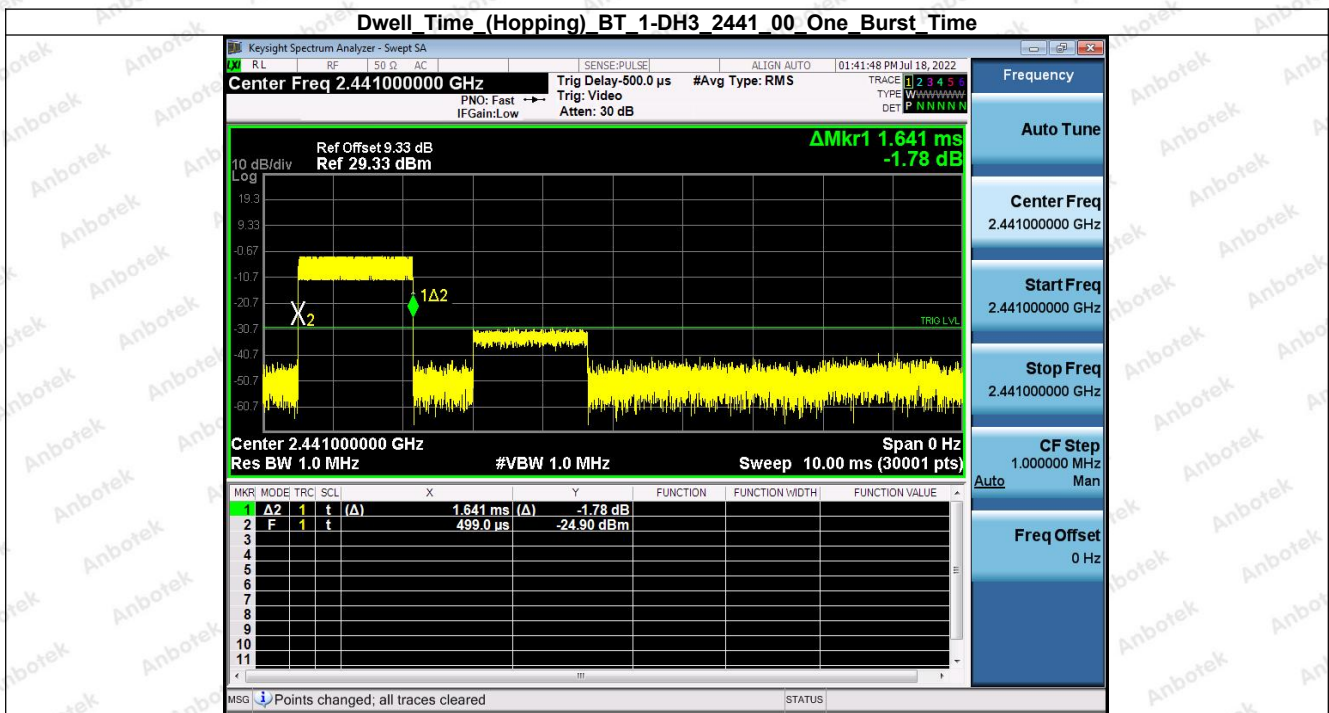 Dwell_Time_(Hopping)_BT_1-DH3_2441_00_One_Burst_Time
Keysight Spectrum Analyzer - Swept SA
LXI RL RF 50 Ω AC SENSE:PULSE ALIGN AUTO 01:41:48 PM Jul 18, 2022
Center Freq 2.441000000 GHz
PNO: Fast
IFGain:Low
Trig Delay-500.0 µs
Trig: Video
Atten: 30 dB
#Avg Type: RMS
TRACE 1 2 3 4 5 6
TYPE WWWWWW
DET P N N N N N
ΔMkr1 1.641 ms
-1.78 dB
Ref Offset 9.33 dB
10 dB/div Ref 29.33 dBm
Log
19.3
9.33
-0.67
-10.7
-20.7
-30.7
-40.7
-50.7
-60.7
2
1Δ2
TRIG LVL
Center 2.441000000 GHz Span 0 Hz
Res BW 1.0 MHz #VBW 1.0 MHz Sweep 10.00 ms (30001 pts)
MKR MODE TRC SCL X Y FUNCTION FUNCTION WIDTH FUNCTION VALUE
1 Δ2 1 t (Δ) 1.641 ms (Δ) -1.78 dB
2 F 1 t 499.0 µs -24.90 dBm
3
4
5
6
7
8
9
10
11
MSG Points changed; all traces cleared STATUS
Frequency
Auto Tune
Center Freq
2.441000000 GHz
Start Freq
2.441000000 GHz
Stop Freq
2.441000000 GHz
CF Step
1.000000 MHz
Auto Man
Freq Offset
0 Hz
Anbotek